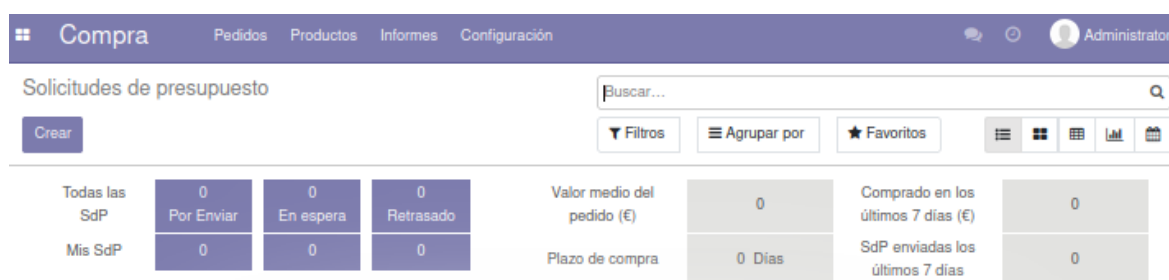 Compra Pedidos Productos Informes Configuración Administrator
Solicitudes de presupuesto
Buscar...
Crear
Filtros Agrupar por Favoritos
Todas las SdP
0 Por Enviar
0 En espera
0 Retrasado
Mis SdP
0 0 0
Valor medio del pedido (€)
0
Comprado en los últimos 7 días (€)
0
Plazo de compra
0 Días
SdP enviadas los últimos 7 días
0